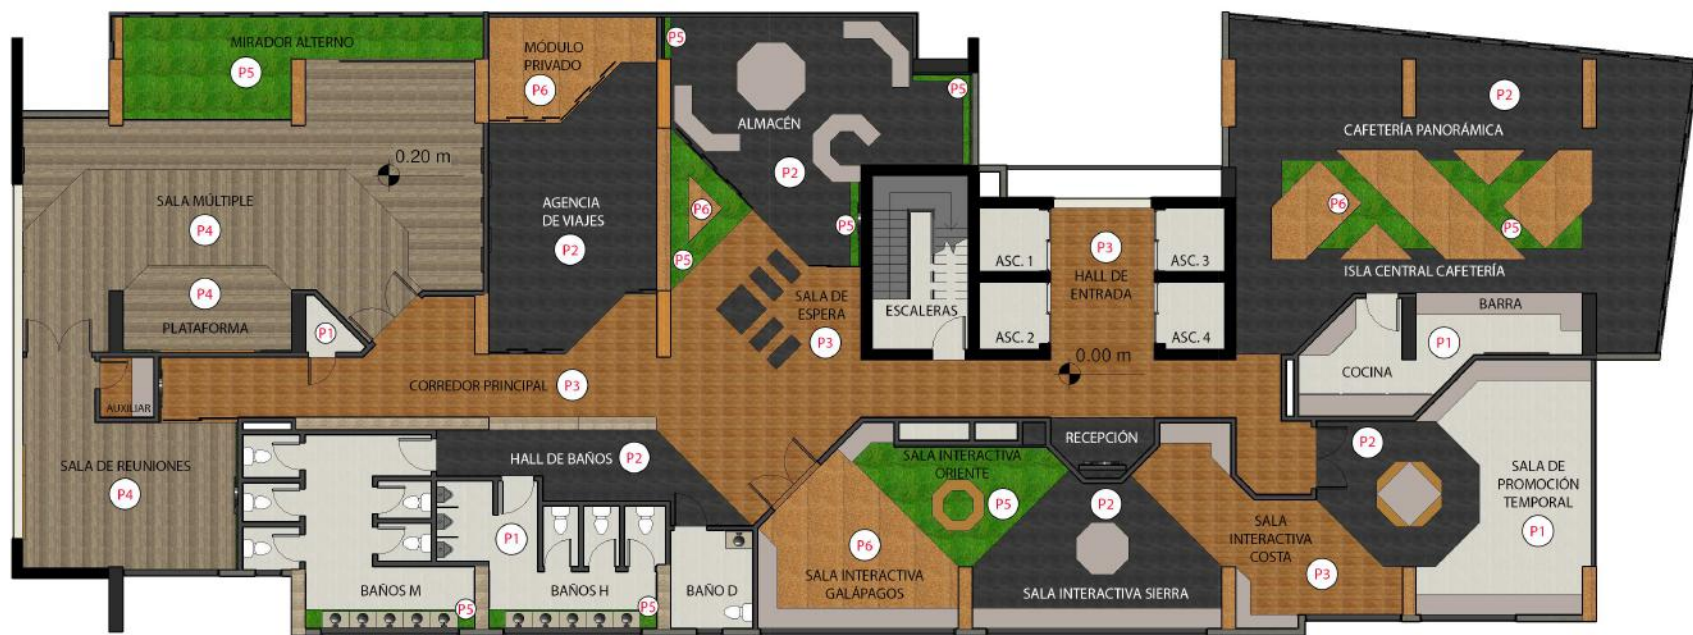 MIRADOR ALTERNO
P5
MÓDULO
PRIVADO
P6
P5
ALMACÉN
P2
P5
P5
P2
CAFETERÍA PANORÁMICA
0.20 m
SALA MÚLTIPLE
P4
AGENCIA
DE VIAJES
P2
P6
P5
P3
HALL DE
ENTRADA
ASC. 1
ASC. 3
ASC. 2
ASC. 4
P6
P5
ISLA CENTRAL CAFETERÍA
P4
PLATAFORMA
P1
SALA DE
ESPERA
P3
ESCALERAS
BARRA
P1
COCINA
0.00 m
CORREDOR PRINCIPAL
P3
AUXILIAR
SALA DE REUNIONES
P4
HALL DE BAÑOS
P2
RECEPCIÓN
SALA INTERACTIVA
ORIENTE
P5
P2
P2
SALA DE
PROMOCIÓN
TEMPORAL
P1
P1
P6
SALA INTERACTIVA
GALÁPAGOS
SALA INTERACTIVA SIERRA
SALA
INTERACTIVA
COSTA
P3
BAÑOS M
P5
BAÑOS H
P5
BAÑO D